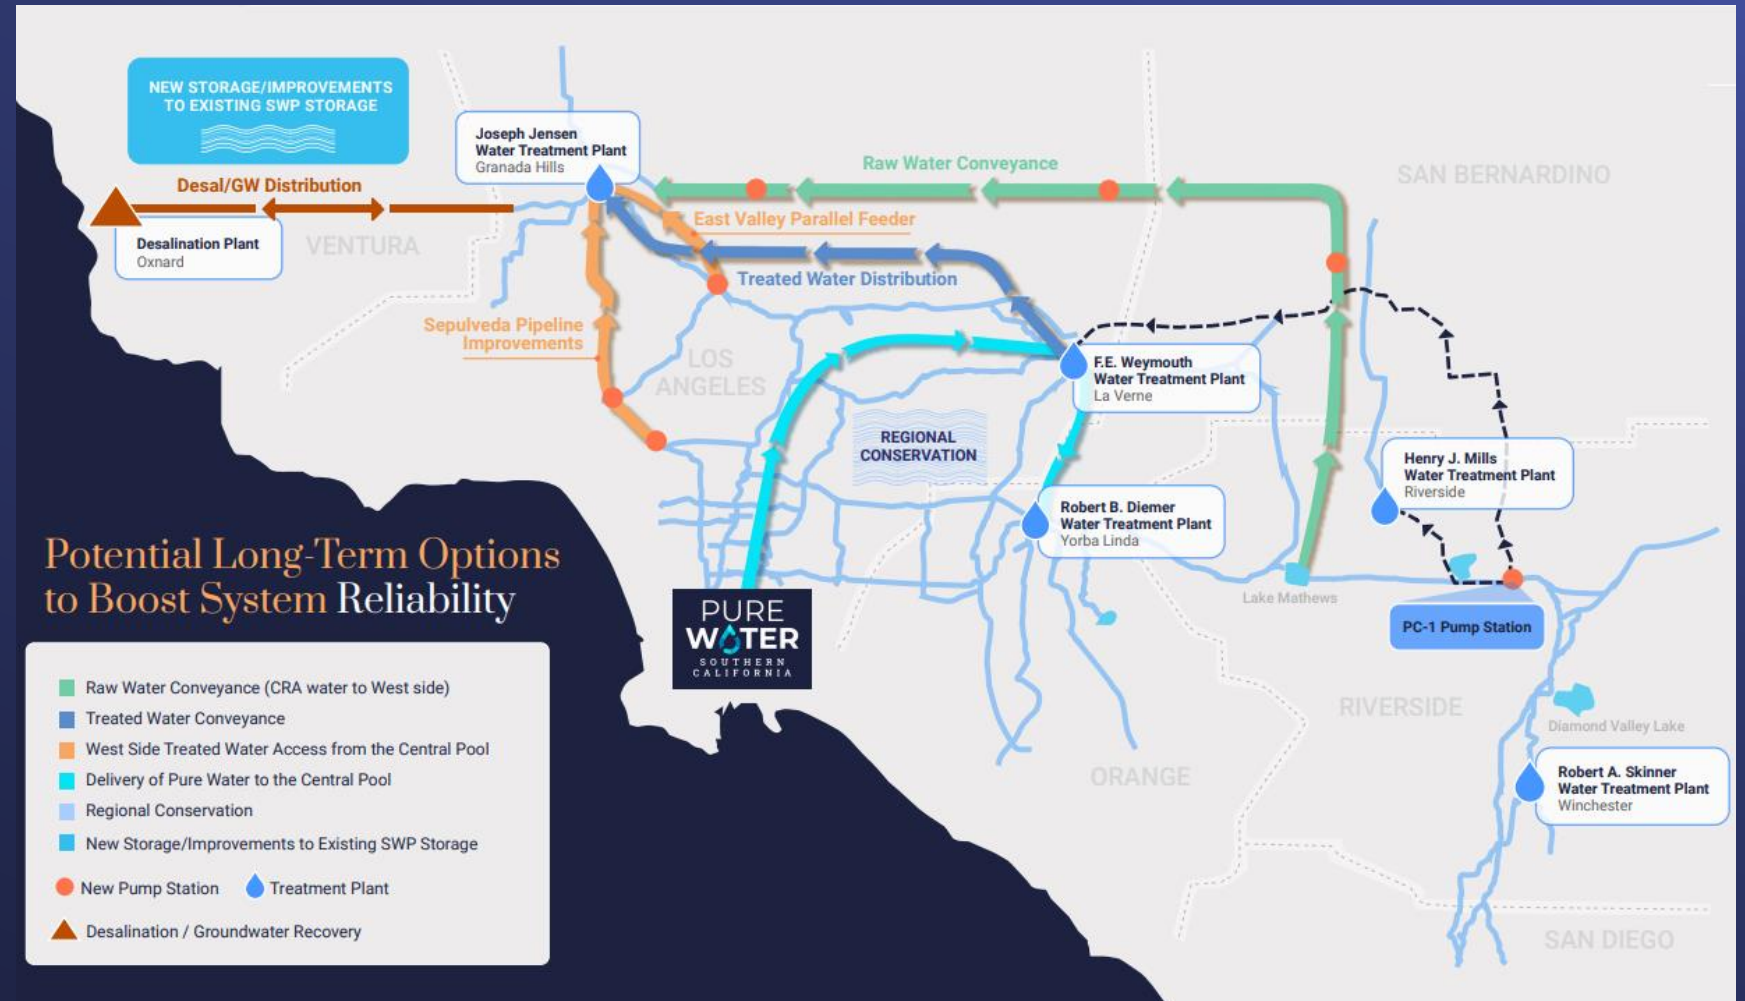 NEW STORAGE/IMPROVEMENTS
TO EXISTING SWP STORAGE
Desal/GW Distribution
Desalination Plant
Oxnard
VENTURA
Joseph Jensen
Water Treatment Plant
Granada Hills
Raw Water Conveyance
SAN BERNARDINO
East Valley Parallel Feeder
Treated Water Distribution
Sepulveda Pipeline
Improvements
LOS
ANGELES
F.E. Weymouth
Water Treatment Plant
La Verne
REGIONAL
CONSERVATION
Henry J. Mills
Water Treatment Plant
Riverside
Robert B. Diemer
Water Treatment Plant
Yorba Linda
Lake Mathews
PC-1 Pump Station
PURE
WATER
SOUTHERN
CALIFORNIA
RIVERSIDE
Diamond Valley Lake
ORANGE
Robert A. Skinner
Water Treatment Plant
Winchester
SAN DIEGO
Potential Long-Term Options
to Boost System Reliability
Raw Water Conveyance (CRA water to West side)
Treated Water Conveyance
West Side Treated Water Access from the Central Pool
Delivery of Pure Water to the Central Pool
Regional Conservation
New Storage/Improvements to Existing SWP Storage
New Pump Station
Treatment Plant
Desalination / Groundwater Recovery